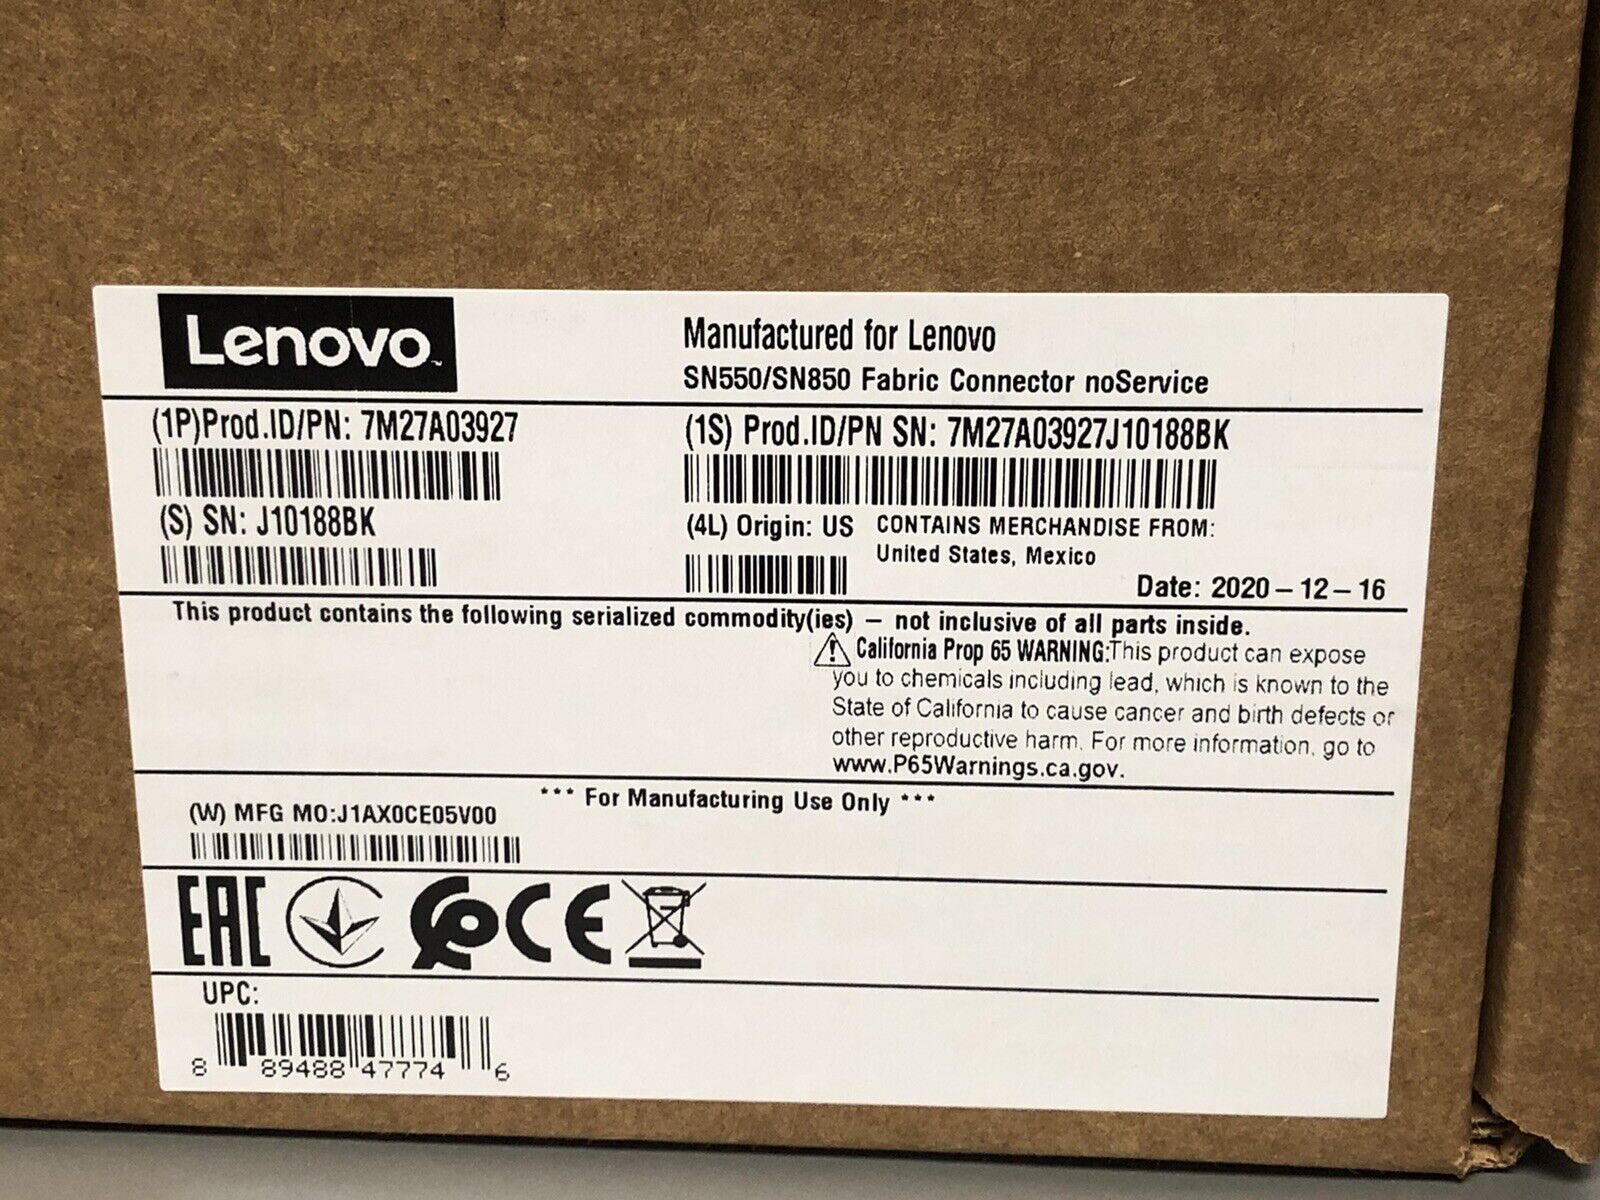 Lenovo™
Manufactured for Lenovo
SN550/SN850 Fabric Connector noService
(1P)Prod.ID/PN: 7M27A03927
(1S) Prod.ID/PN SN: 7M27A03927J10188BK
(S) SN: J10188BK
(4L) Origin: US
CONTAINS MERCHANDISE FROM:
United States, Mexico
Date: 2020-12-16
This product contains the following serialized commodity(ies) — not inclusive of all parts inside.
California Prop 65 WARNING:This product can expose
you to chemicals including lead, which is known to the
State of California to cause cancer and birth defects or
other reproductive harm. For more information, go to
www.P65Warnings.ca.gov.
*** For Manufacturing Use Only ***
(W) MFG MO:J1AX0CE05V00
EAC CE
UPC:
8 89488 47774 6